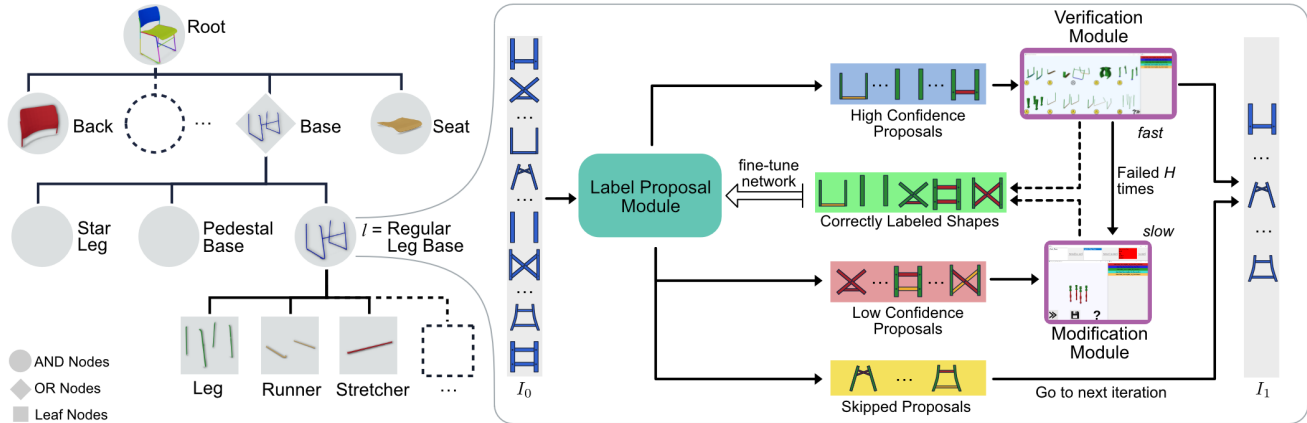 Root
Back
...
Base
Seat
Star
Leg
Pedestal
Base
l = Regular
Leg Base
Leg
Runner
Stretcher
...
AND Nodes
OR Nodes
Leaf Nodes
...
...
...
I₀
Label Proposal
Module
fine-tune
network
... ...
High Confidence
Proposals
Correctly Labeled Shapes
... ...
Low Confidence
Proposals
...
Skipped Proposals
Verification
Module
fast
Failed H
times
slow
?
Modification
Module
Go to next iteration
...
...
I₁